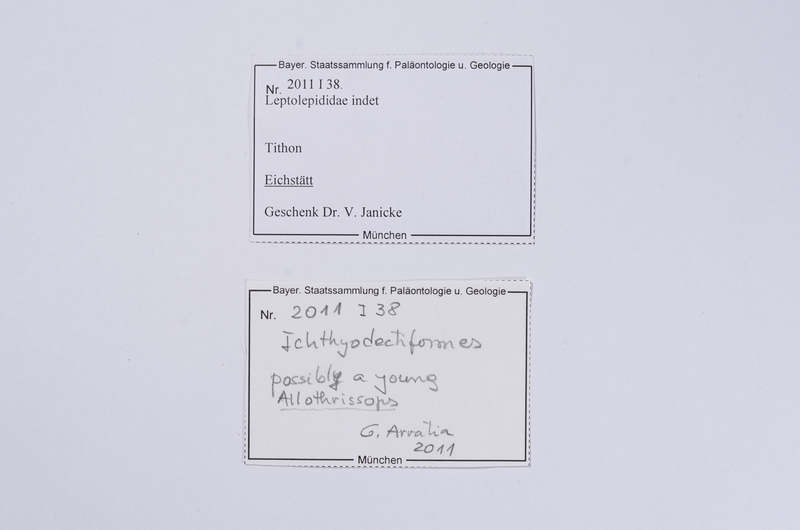 Bayer. Staatssammlung f. Paläontologie u. Geologie
Nr. 2011 I 38.
Leptolepididae indet
Tithon
Eichstätt
Geschenk Dr. V. Janicke
München
Bayer. Staatssammlung f. Paläontologie u. Geologie
Nr. 2011 I 38
Ichthyodectiformes
possibly a young
Allothrissops
G. Arratia
2011
München